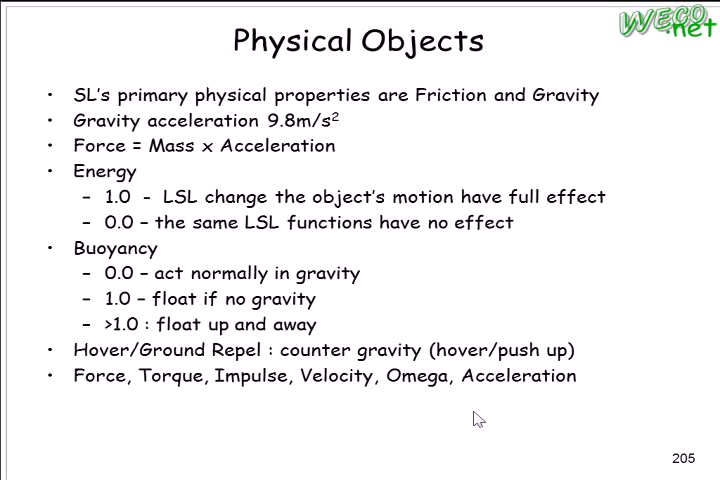 WECO
.net
Physical Objects
• SL's primary physical properties are Friction and Gravity
• Gravity acceleration 9.8m/s²
• Force = Mass x Acceleration
• Energy
– 1.0 - LSL change the object's motion have full effect
– 0.0 – the same LSL functions have no effect
• Buoyancy
– 0.0 – act normally in gravity
– 1.0 – float if no gravity
– >1.0 : float up and away
• Hover/Ground Repel : counter gravity (hover/push up)
• Force, Torque, Impulse, Velocity, Omega, Acceleration
205